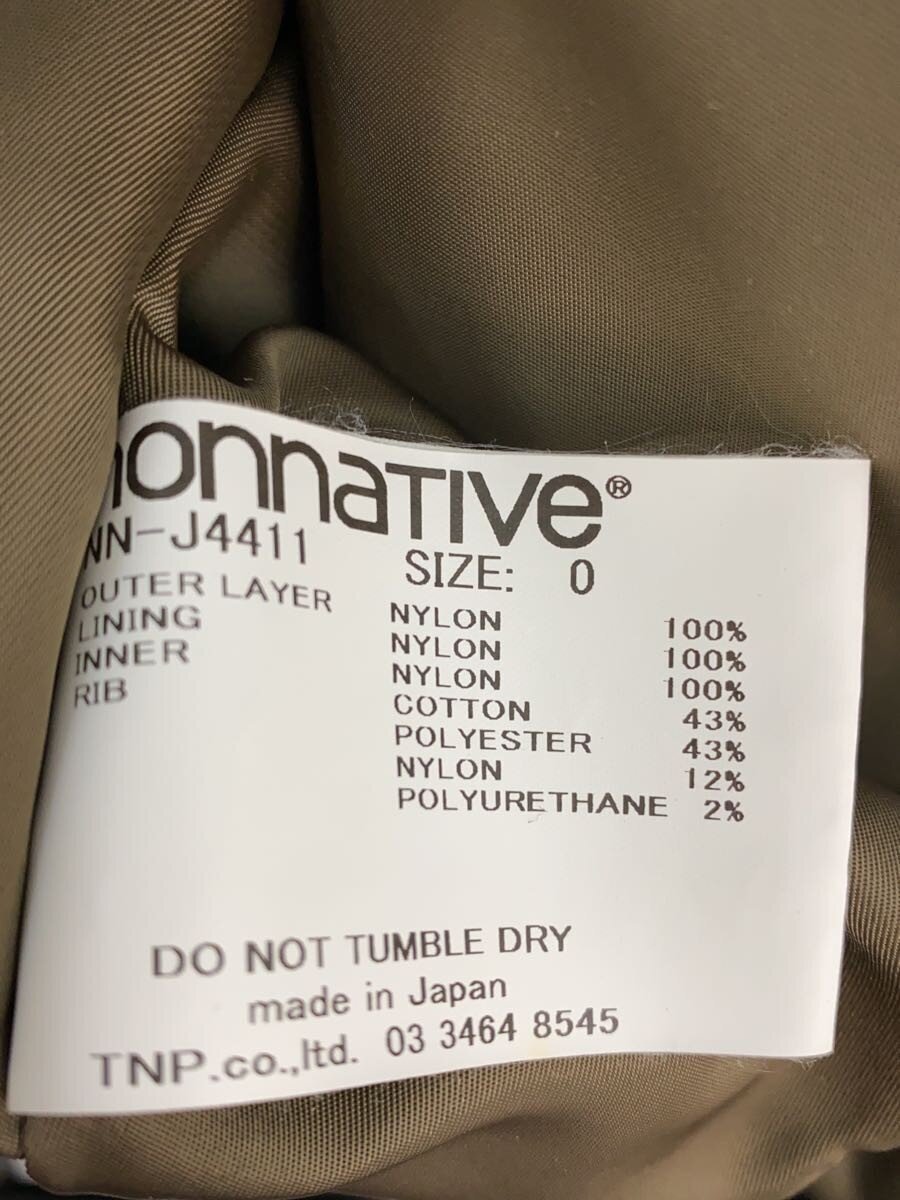 nonnaTIVe®
NN-J4411
SIZE: 0
OUTER LAYER NYLON 100%
LINING NYLON 100%
INNER NYLON 100%
RIB COTTON 43%
POLYESTER 43%
NYLON 12%
POLYURETHANE 2%
DO NOT TUMBLE DRY
made in Japan
TNP.co.,ltd. 03 3464 8545